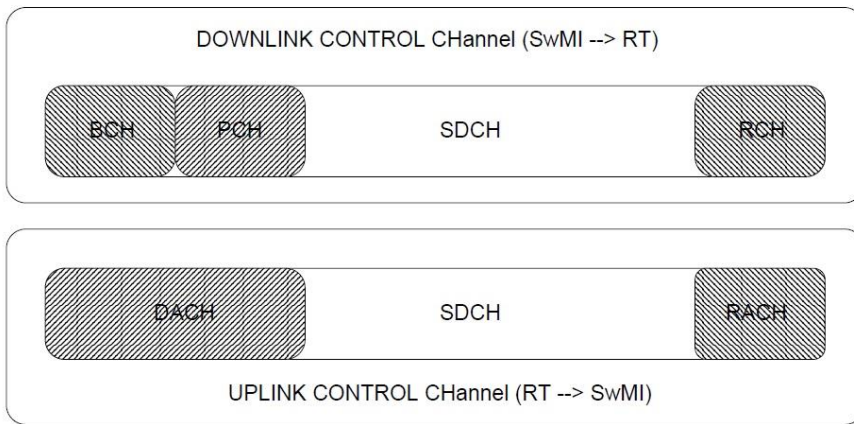 DOWNLINK CONTROL CHannel (SwMI --> RT)
BCH PCH SDCH RCH
DACH SDCH RACH
UPLINK CONTROL CHannel (RT --> SwMI)